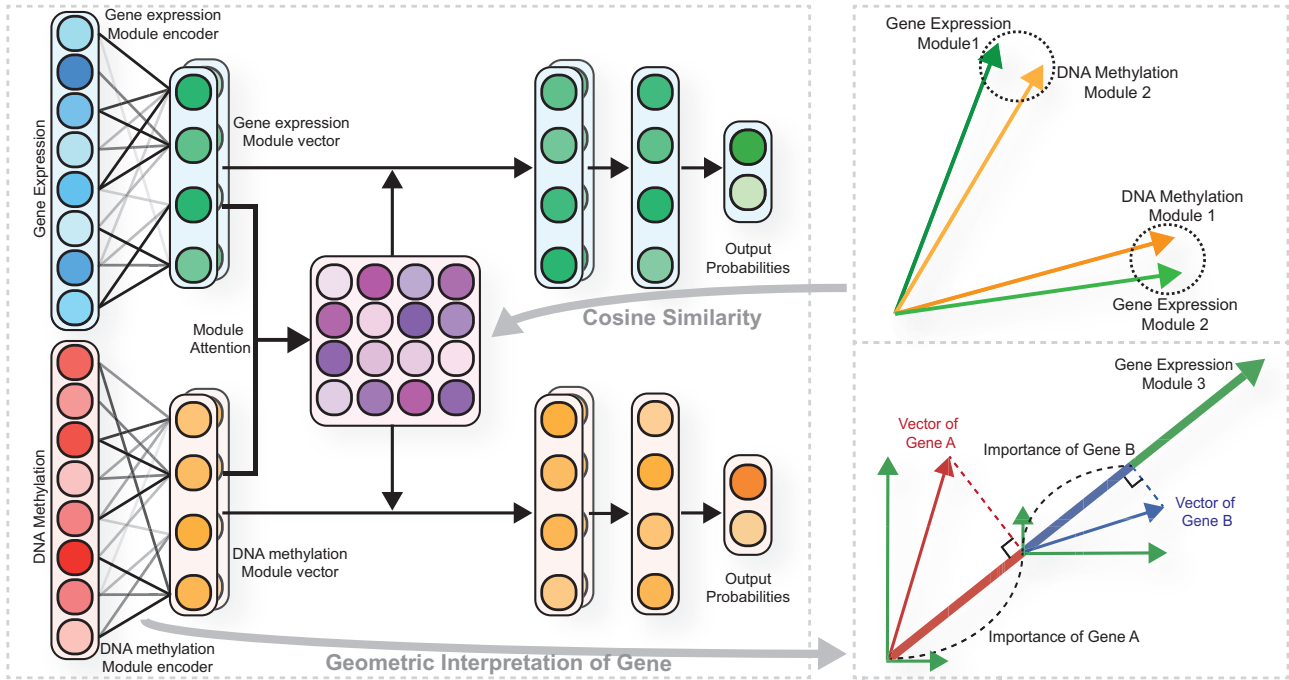 Gene expression
Module encoder
Gene Expression
Gene expression
Module vector
Output
Probabilities
Module
Attention
Cosine Similarity
DNA Methylation
DNA methylation
Module vector
Output
Probabilities
DNA methylation
Module encoder
Geometric Interpretation of Gene
Gene Expression
Module1
DNA Methylation
Module 2
DNA Methylation
Module 1
Gene Expression
Module 2
Gene Expression
Module 3
Vector of
Gene A
Importance of Gene B
Vector of
Gene B
Importance of Gene A